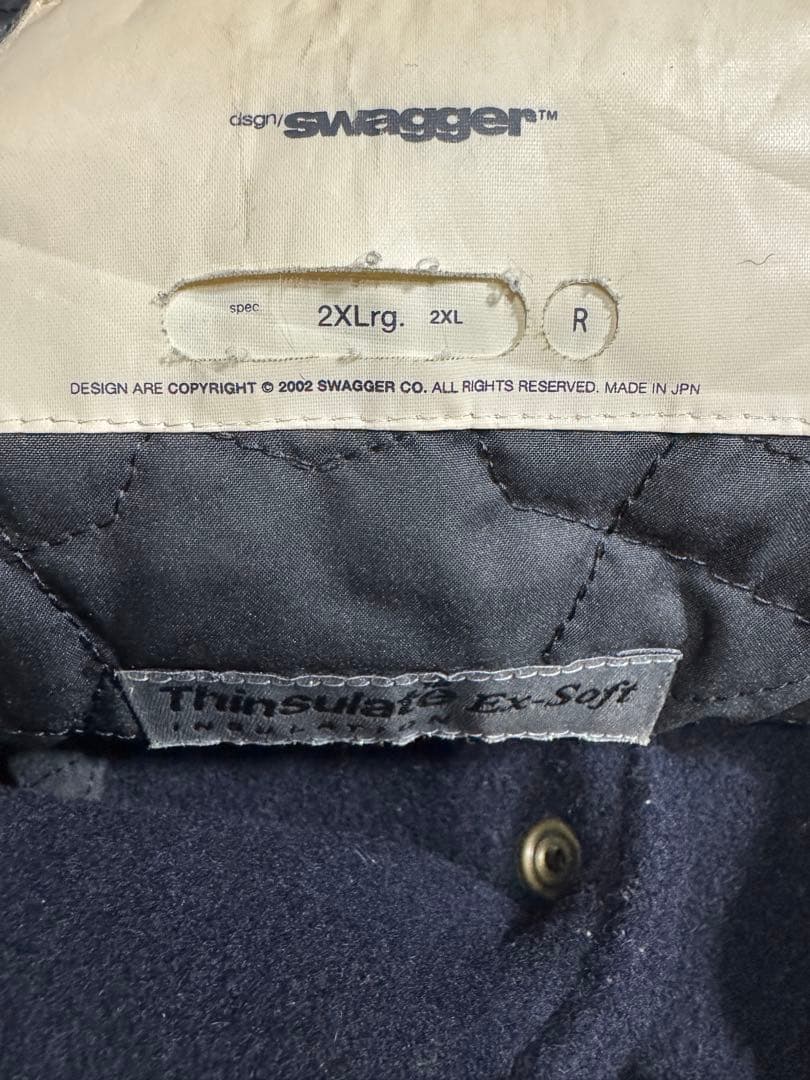 dsgn/swagger™
spec 2XLrg. 2XL R
DESIGN ARE COPYRIGHT © 2002 SWAGGER CO. ALL RIGHTS RESERVED. MADE IN JPN
Thinsulate Ex-Soft
INSULATION